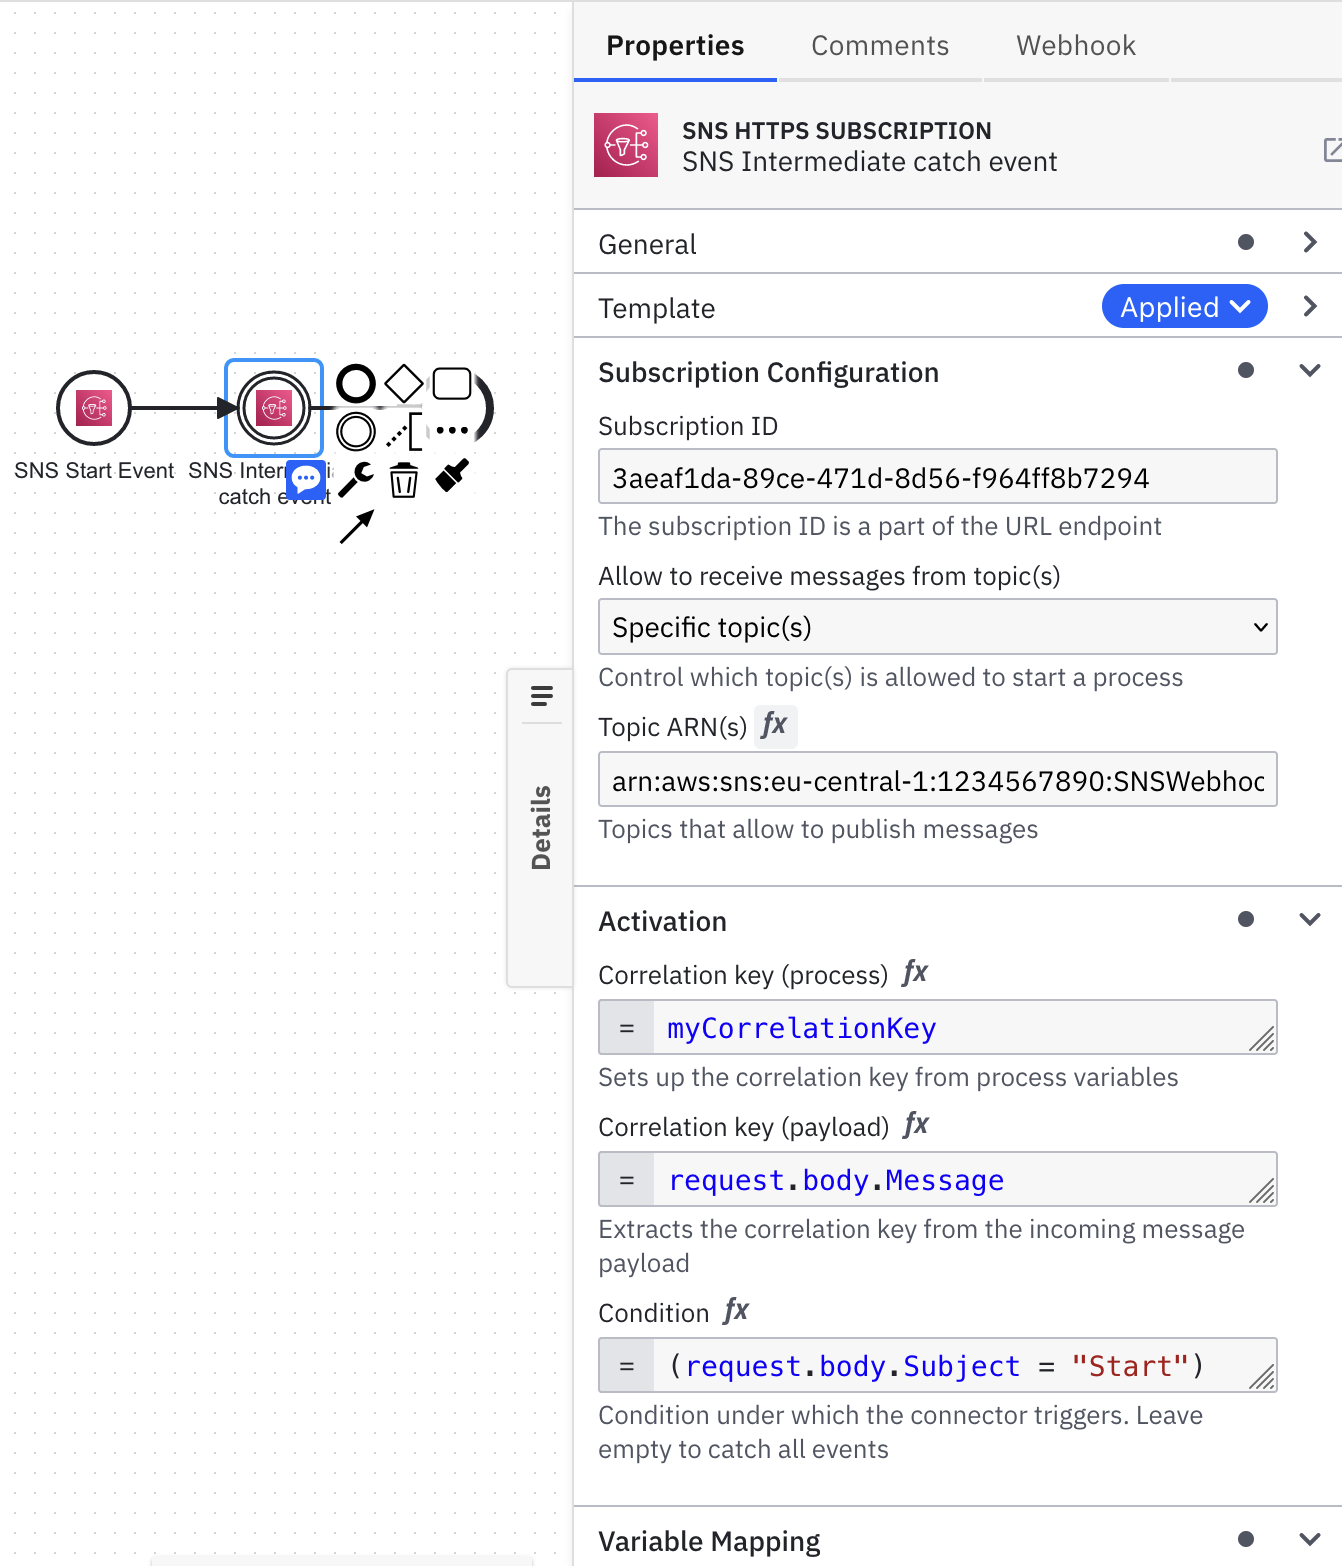 Properties
Comments
Webhook
SNS HTTPS SUBSCRIPTION
SNS Intermediate catch event
General
Template
Applied
Subscription Configuration
Subscription ID
3aeaf1da-89ce-471d-8d56-f964ff8b7294
The subscription ID is a part of the URL endpoint
Allow to receive messages from topic(s)
Specific topic(s)
Control which topic(s) is allowed to start a process
Topic ARN(s) fx
arn:aws:sns:eu-central-1:1234567890:SNSWebhoo
Topics that allow to publish messages
Activation
Correlation key (process) fx
= myCorrelationKey
Sets up the correlation key from process variables
Correlation key (payload) fx
= request.body.Message
Extracts the correlation key from the incoming message
payload
Condition fx
= (request.body.Subject = "Start")
Condition under which the connector triggers. Leave
empty to catch all events
Variable Mapping
Details
SNS Start Event
SNS
catch